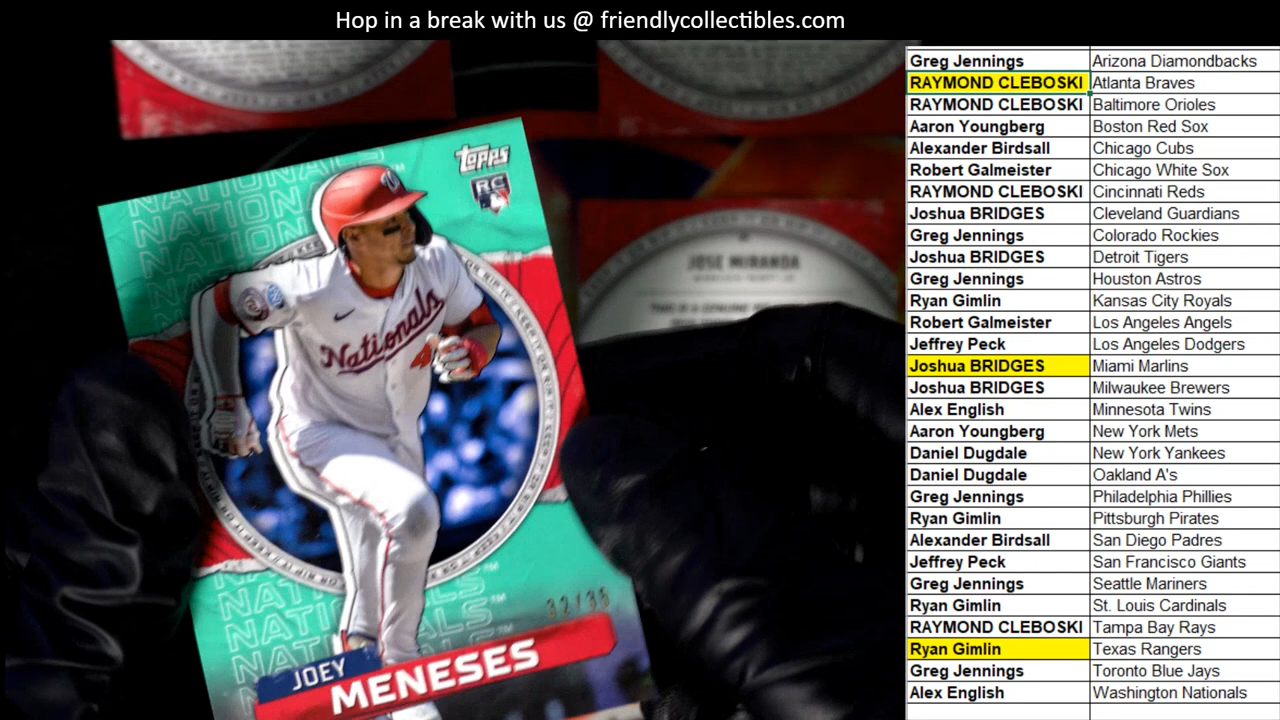 Hop in a break with us @ friendlycollectibles.com
TOPPS
RC
NATIONALS
Nationals
4
32/35
JOEY
MENESES
JOSE MIRANDA
THIS IS A GENUINE
Greg Jennings Arizona Diamondbacks
RAYMOND CLEBOSKI Atlanta Braves
RAYMOND CLEBOSKI Baltimore Orioles
Aaron Youngberg Boston Red Sox
Alexander Birdsall Chicago Cubs
Robert Galmeister Chicago White Sox
RAYMOND CLEBOSKI Cincinnati Reds
Joshua BRIDGES Cleveland Guardians
Greg Jennings Colorado Rockies
Joshua BRIDGES Detroit Tigers
Greg Jennings Houston Astros
Ryan Gimlin Kansas City Royals
Robert Galmeister Los Angeles Angels
Jeffrey Peck Los Angeles Dodgers
Joshua BRIDGES Miami Marlins
Joshua BRIDGES Milwaukee Brewers
Alex English Minnesota Twins
Aaron Youngberg New York Mets
Daniel Dugdale New York Yankees
Daniel Dugdale Oakland A's
Greg Jennings Philadelphia Phillies
Ryan Gimlin Pittsburgh Pirates
Alexander Birdsall San Diego Padres
Jeffrey Peck San Francisco Giants
Greg Jennings Seattle Mariners
Ryan Gimlin St. Louis Cardinals
RAYMOND CLEBOSKI Tampa Bay Rays
Ryan Gimlin Texas Rangers
Greg Jennings Toronto Blue Jays
Alex English Washington Nationals